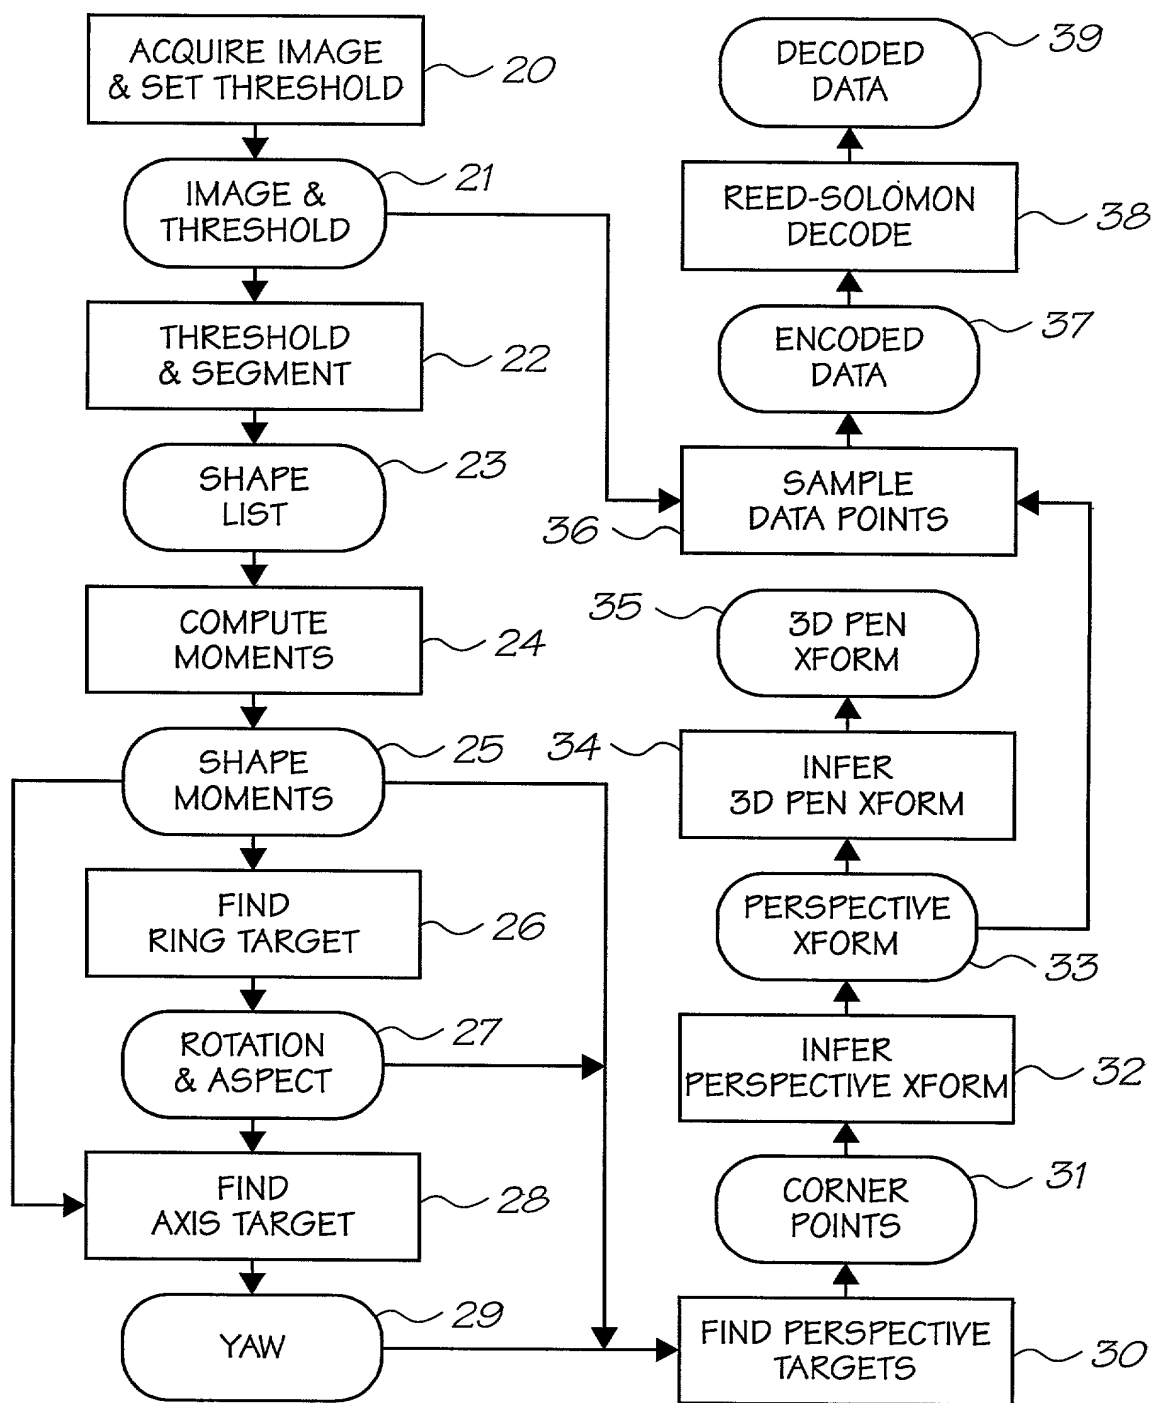 ACQUIRE IMAGE
& SET THRESHOLD
20
IMAGE &
THRESHOLD
21
THRESHOLD
& SEGMENT
22
SHAPE
LIST
23
COMPUTE
MOMENTS
24
SHAPE
MOMENTS
25
FIND
RING TARGET
26
ROTATION
& ASPECT
27
FIND
AXIS TARGET
28
YAW
29
DECODED
DATA
39
REED-SOLOMON
DECODE
38
ENCODED
DATA
37
SAMPLE
DATA POINTS
36
3D PEN
XFORM
35
INFER
3D PEN XFORM
34
PERSPECTIVE
XFORM
33
INFER
PERSPECTIVE XFORM
32
CORNER
POINTS
31
FIND PERSPECTIVE
TARGETS
30